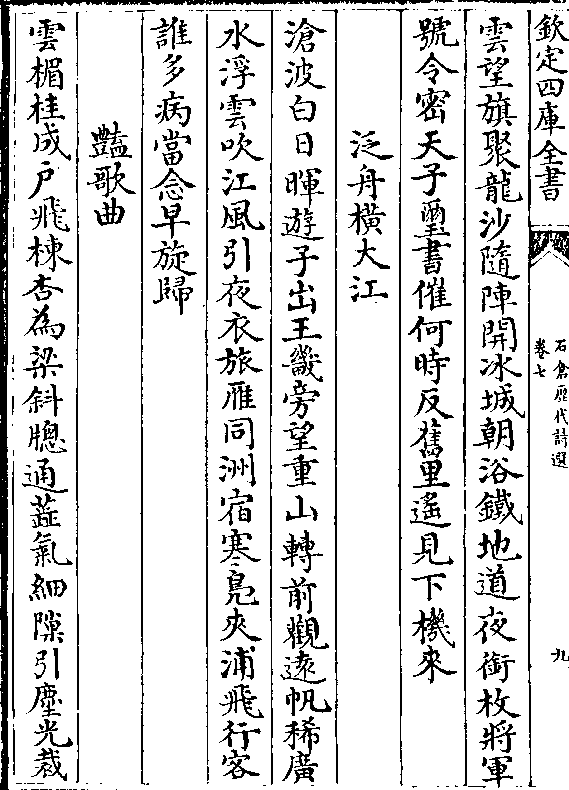 欽定四庫全書
石倉歷代詩選
卷七
九
雲望旗聚龍沙隨陣開冰城朝浴鐵地道夜銜枚將軍
號令密天子璽書催何時反舊里遙見下機來
泛舟橫大江
滄波白日暉遊子出王畿旁望重山轉前觀遠帆稀廣
水浮雲吹江風引夜衣旅雁同洲宿寒鳧夾浦飛行客
誰多病當念早旋歸
豔歌曲
雲楣桂成戶飛棟杏為梁斜牕通蘂氣細隙引塵光裁